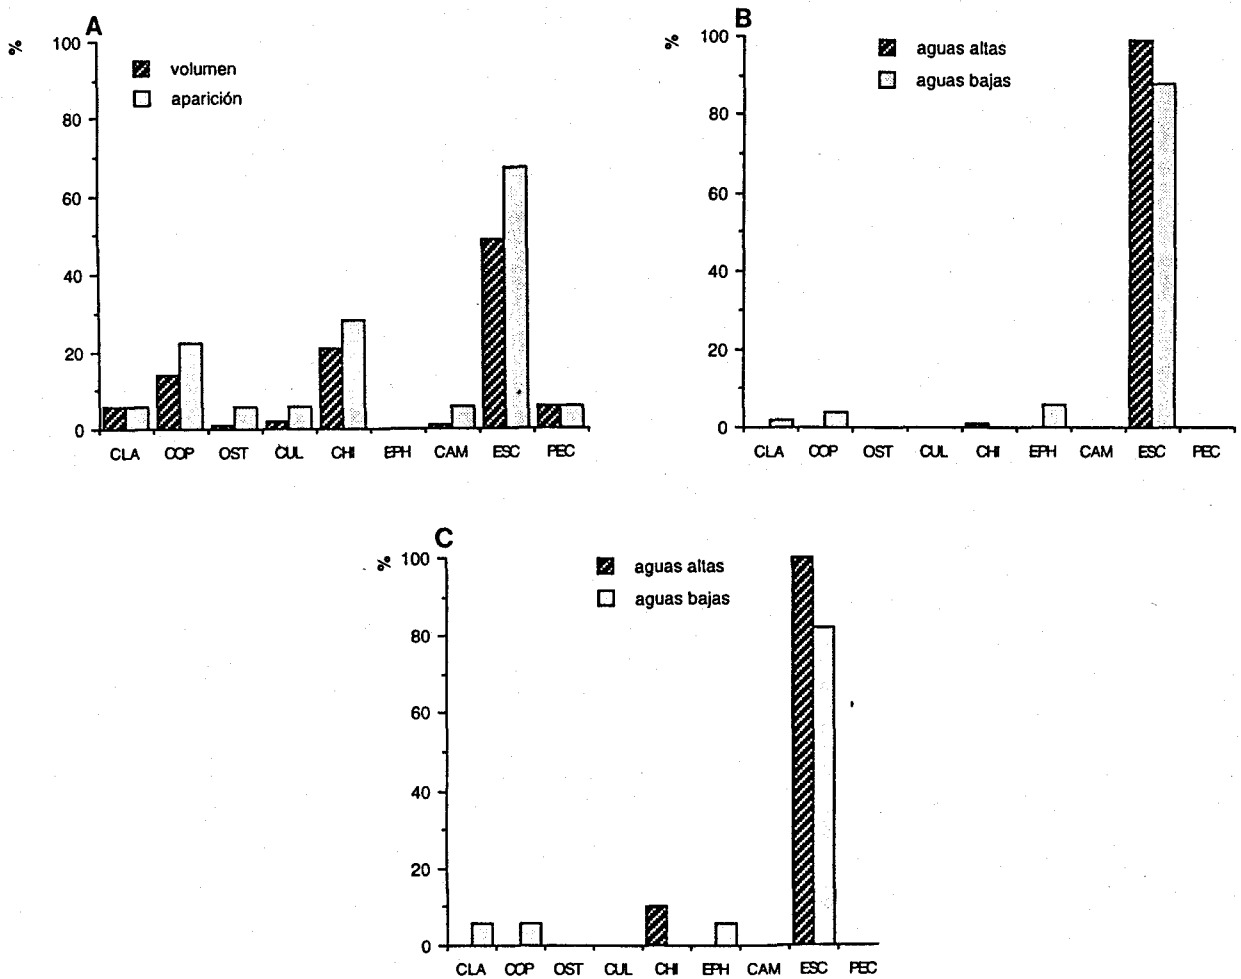 A
%
volumen
aparición
100
80
60
40
20
0
CLA COP OST CUL CHI EPH CAM ESC PEC
B
%
aguas altas
aguas bajas
100
80
60
40
20
0
CLA COP OST CUL CHI EPH CAM ESC PEC
C
%
aguas altas
aguas bajas
100
80
60
40
20
0
CLA COP OST CUL CHI EPH CAM ESC PEC